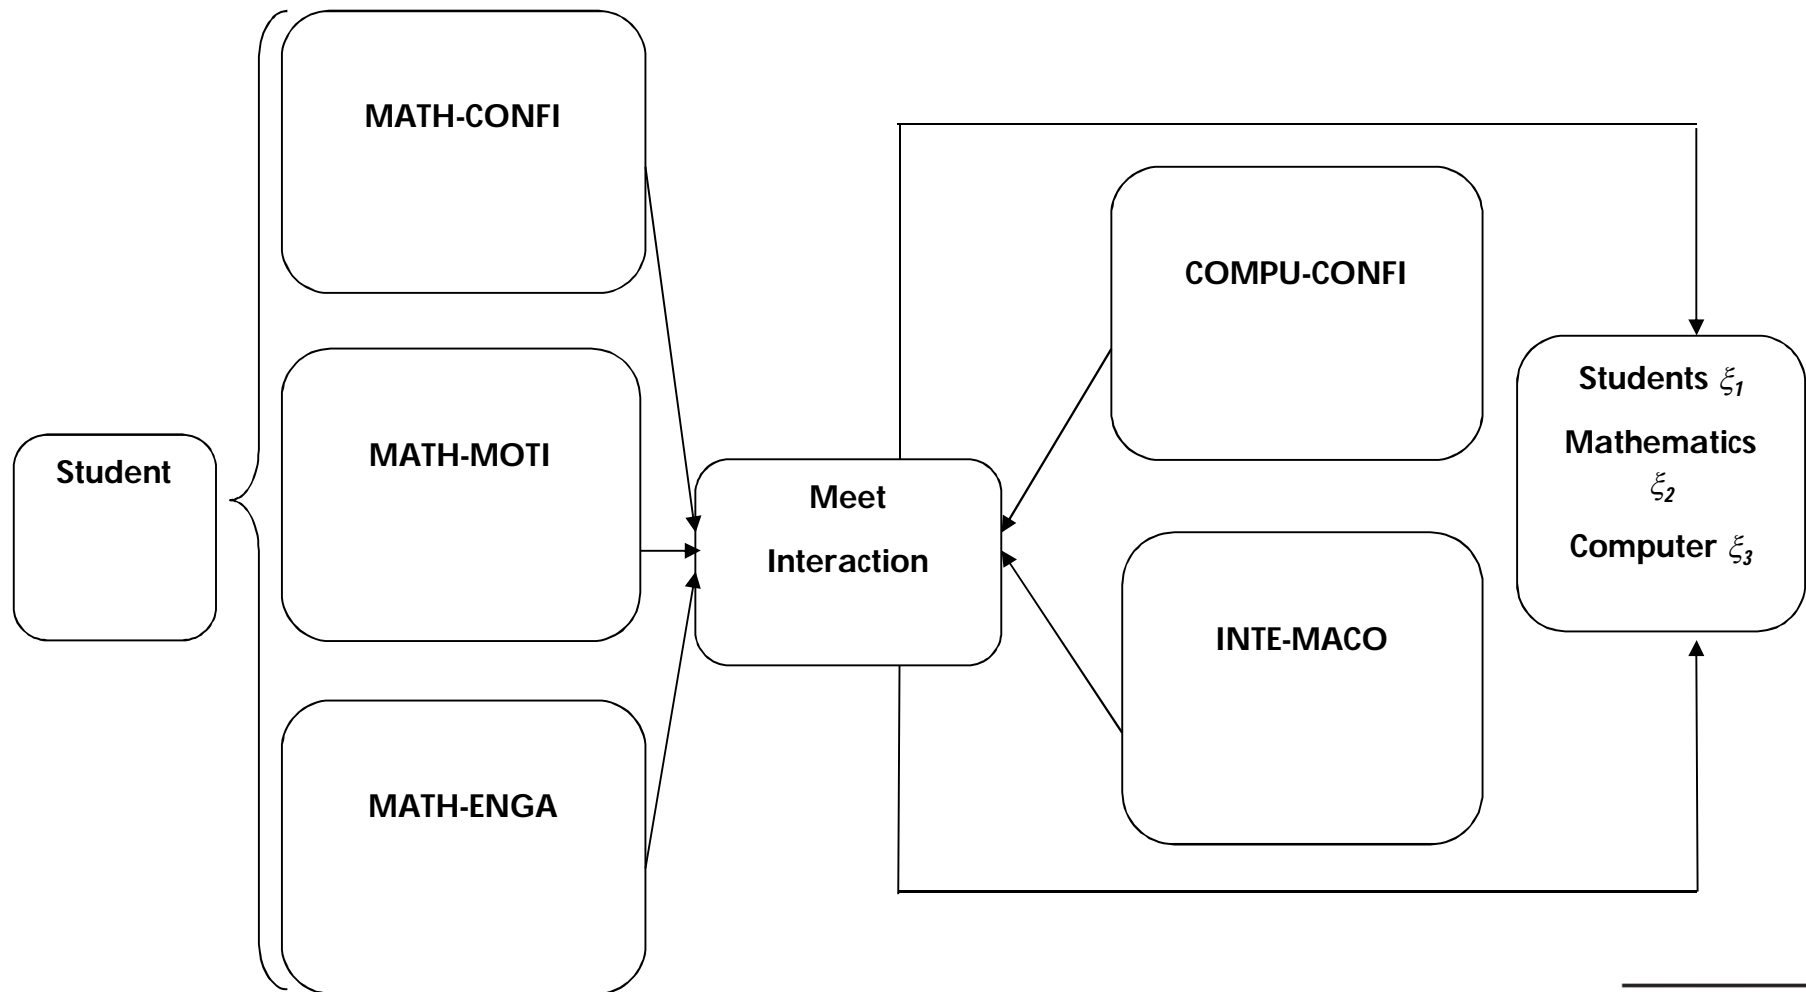 Student
MATH-CONFI
MATH-MOTI
MATH-ENGA
Meet
Interaction
COMPU-CONFI
INTE-MACO
Students ξ1
Mathematics
ξ2
Computer ξ3